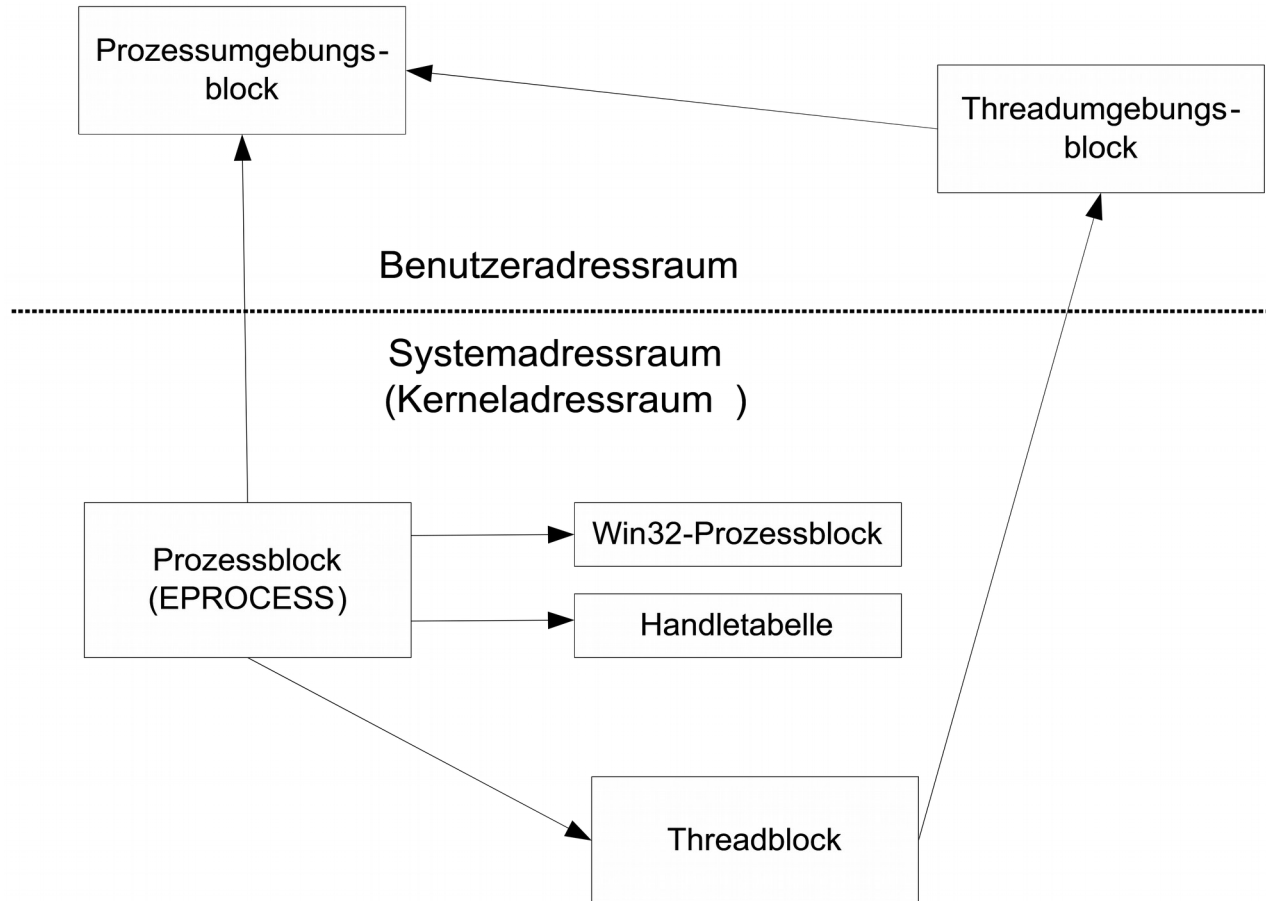 Prozessumgebungs-
block
Threadumgebungs-
block
Benutzeradressraum
Systemadressraum
(Kerneladressraum )
Prozessblock
(EPROCESS)
Win32-Prozessblock
Handletabelle
Threadblock